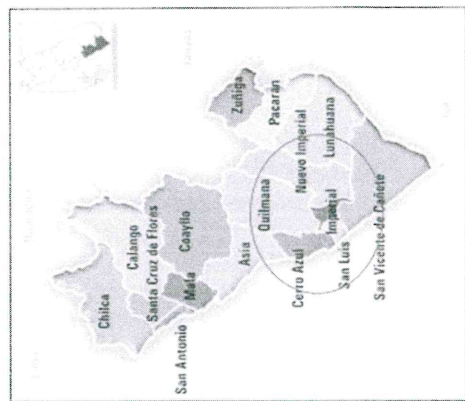 Chilca
Calango
Santa Cruz de Flores
San Antonio
Mala
Coayllo
Asia
Zuñiga
Quilmana
Pacarán
Cerro Azul
Nuevo Imperial
Lunahuana
Imperial
San Luis
San Vicente de Cañete